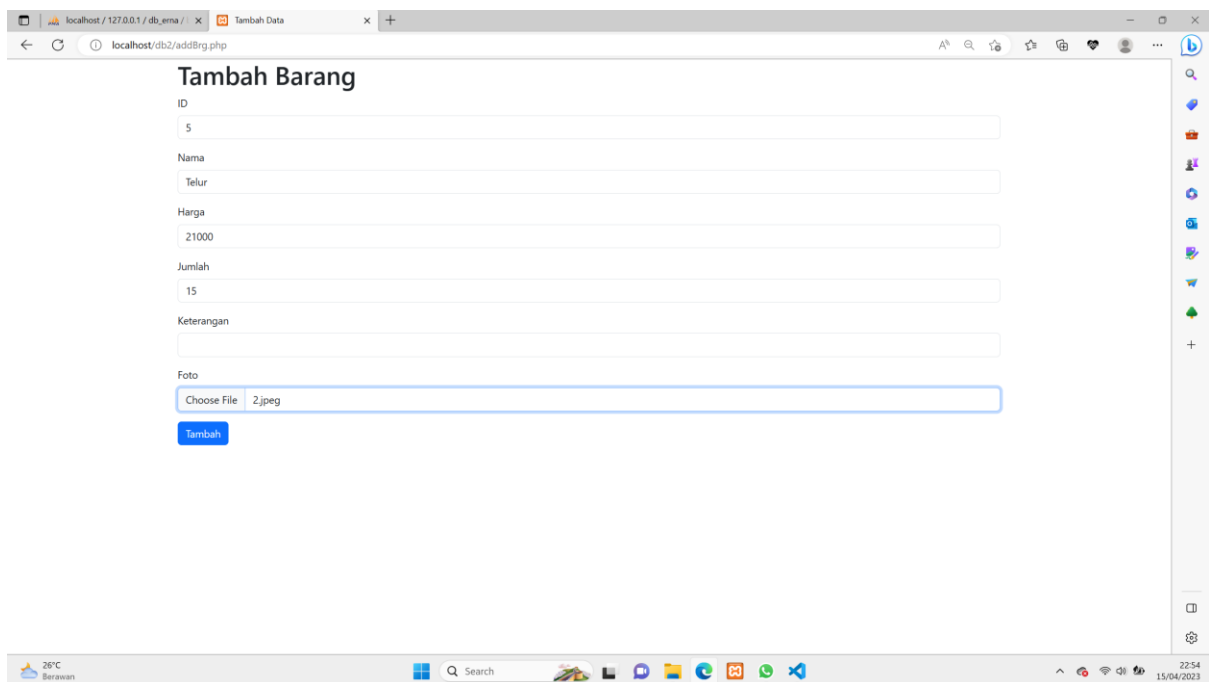 localhost / 127.0.0.1 / db_erna / 
Tambah Data
localhost/db2/addBrg.php
Tambah Barang
ID
5
Nama
Telur
Harga
21000
Jumlah
15
Keterangan
Foto
Choose File 2.jpeg
Tambah
26°C
Berawan
Search
22:54
15/04/2023